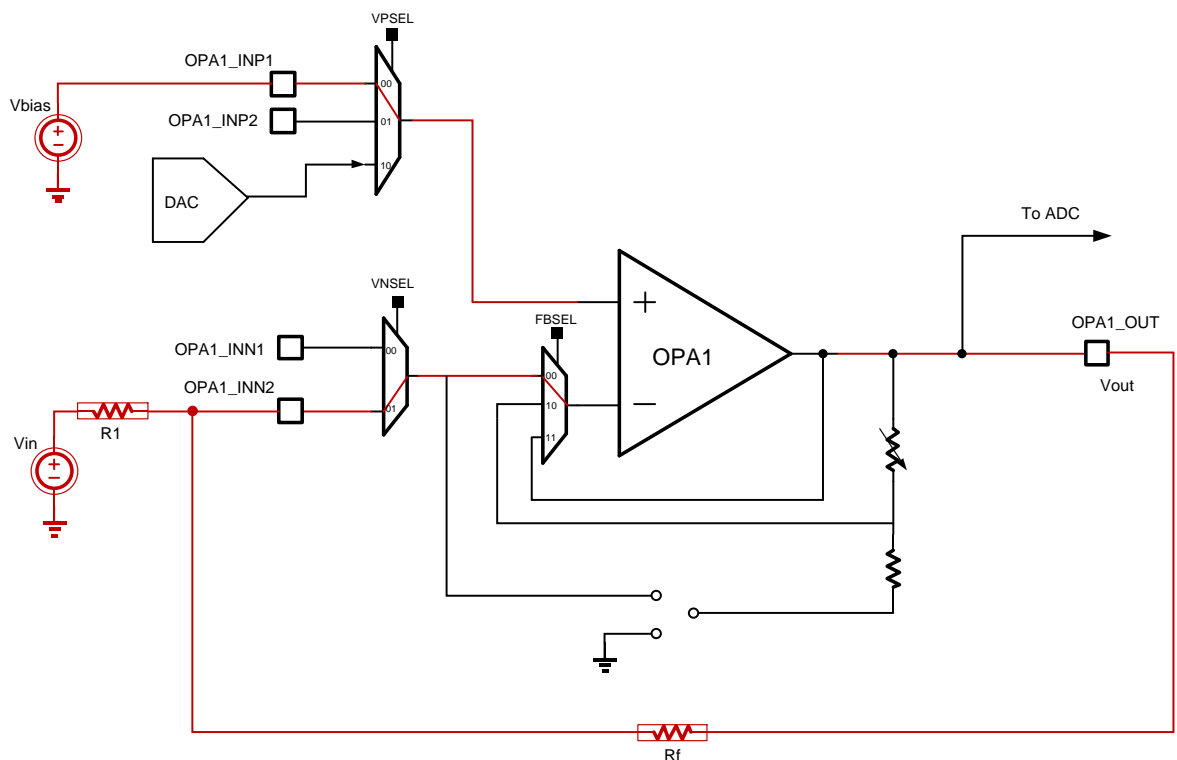 VPSEL
OPA1_INP1
00
Vbias
OPA1_INP2
01
10
DAC
To ADC
VNSEL
OPA1_INN1
00
FBSEL
OPA1_OUT
OPA1_INN2
00
OPA1
Vout
01
10
R1
11
Vin
Rf